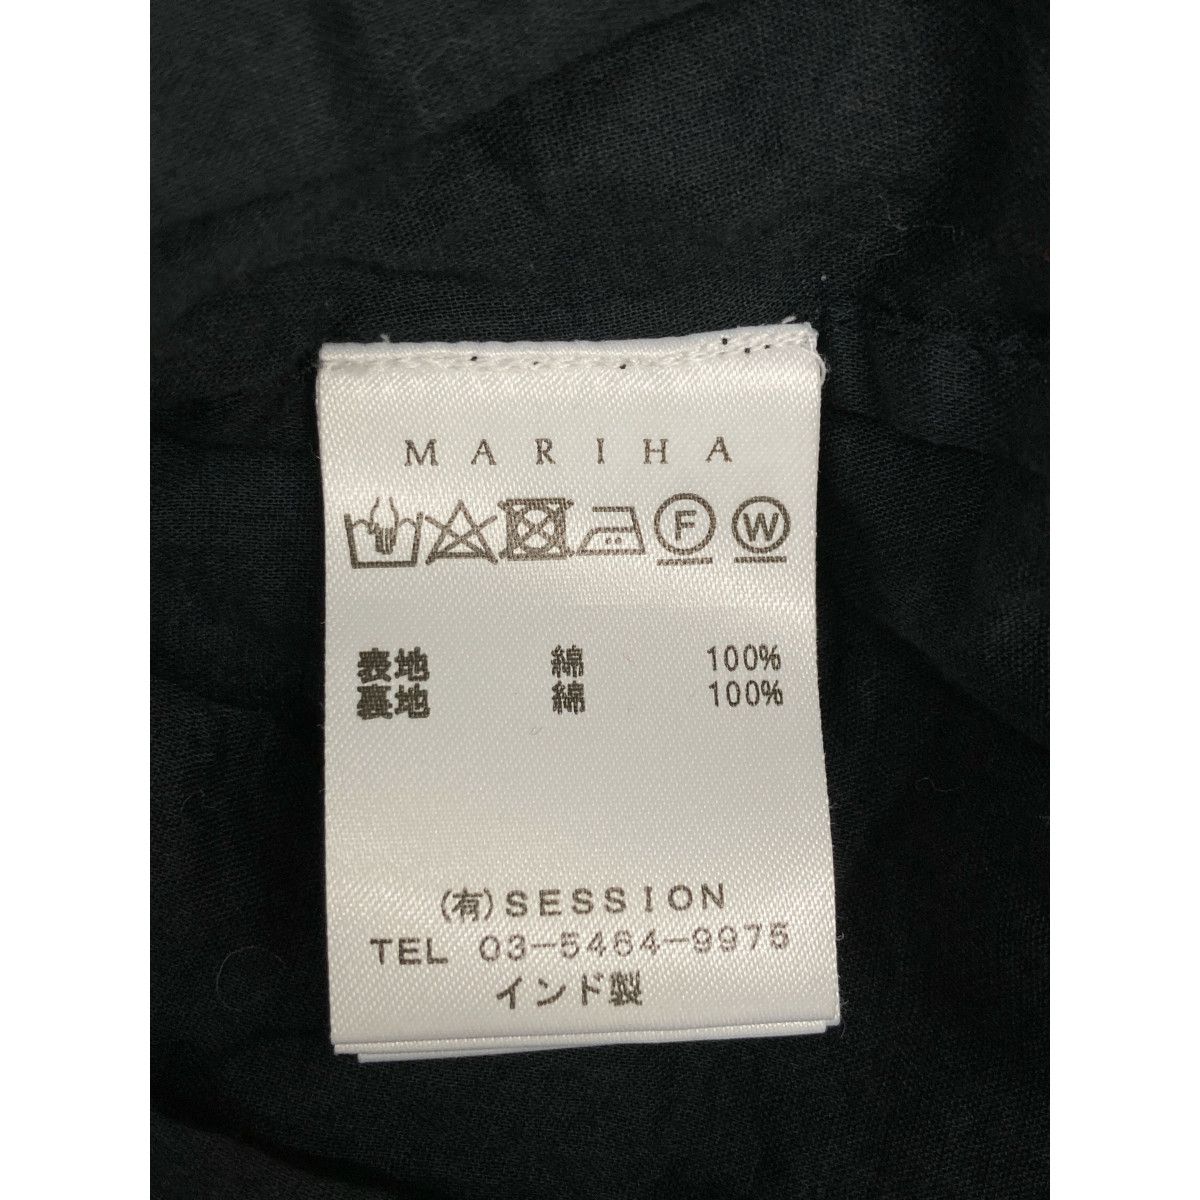 MARIHA
F W
表地 綿 100%
裏地 綿 100%
(有)SESSION
TEL 03-5464-9975
インド製